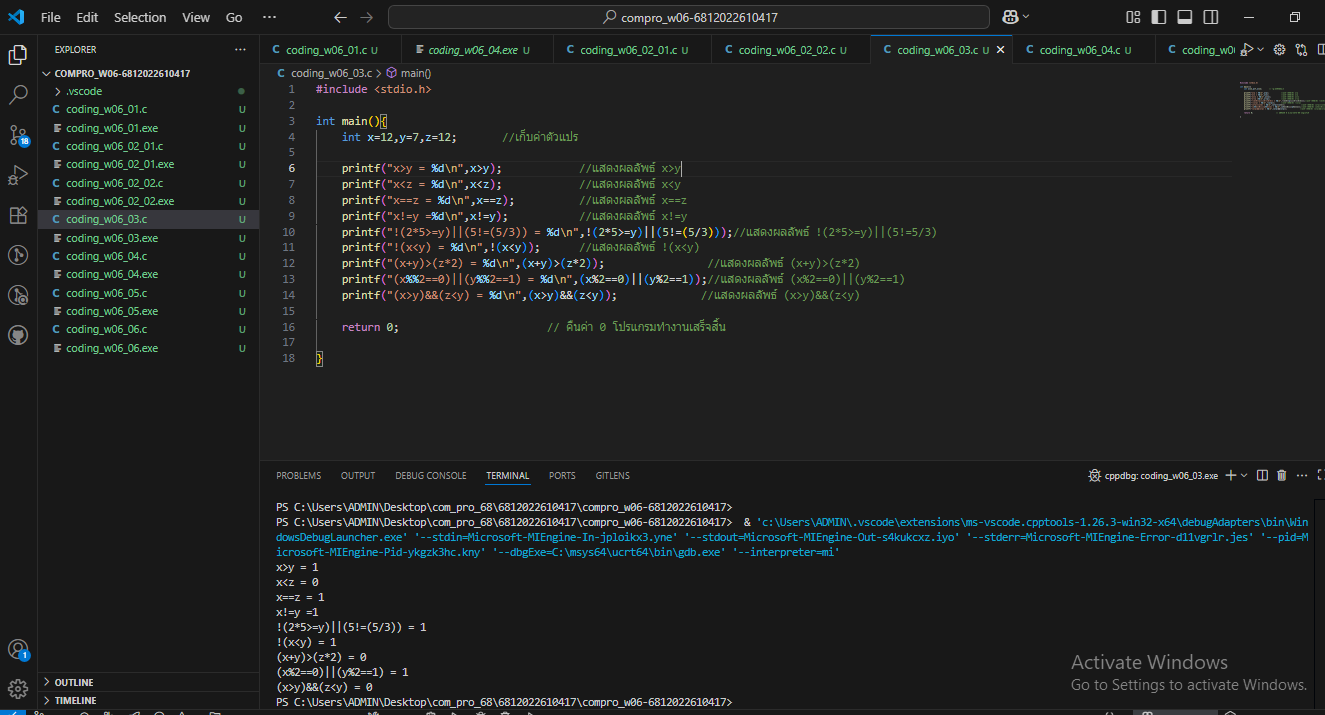 File Edit Selection View Go ··· compro_w06-6812022610417
EXPLORER ···
COMPRO_W06-6812022610417
.vscode
C coding_w06_01.c U
coding_w06_01.exe U
C coding_w06_02_01.c U
coding_w06_02_01.exe U
C coding_w06_02_02.c U
coding_w06_02_02.exe U
C coding_w06_03.c U
coding_w06_03.exe U
C coding_w06_04.c U
coding_w06_04.exe U
C coding_w06_05.c U
coding_w06_05.exe U
C coding_w06_06.c U
coding_w06_06.exe U
OUTLINE
TIMELINE
18
1
C coding_w06_01.c U coding_w06_04.exe U C coding_w06_02_01.c U C coding_w06_02_02.c U C coding_w06_03.c U C coding_w06_04.c U C coding_w0
C coding_w06_03.c > main()
1 #include <stdio.h>
2
3 int main(){
4 int x=12,y=7,z=12; //เก็บค่าตัวแปร
5
6 printf("x>y = %d\n",x>y); //แสดงผลลัพธ์ x>y
7 printf("x<z = %d\n",x<z); //แสดงผลลัพธ์ x<y
8 printf("x==z = %d\n",x==z); //แสดงผลลัพธ์ x==z
9 printf("x!=y =%d\n",x!=y); //แสดงผลลัพธ์ x!=y
10 printf("!(2*5>=y)||(5!=(5/3)) = %d\n",!(2*5>=y)||(5!=(5/3)));//แสดงผลลัพธ์ !(2*5>=y)||(5!=5/3)
11 printf("!(x<y) = %d\n",!(x<y)); //แสดงผลลัพธ์ !(x<y)
12 printf("(x+y)>(z*2) = %d\n",(x+y)>(z*2)); //แสดงผลลัพธ์ (x+y)>(z*2)
13 printf("(x%%2==0)||(y%%2==1) = %d\n",(x%2==0)||(y%2==1));//แสดงผลลัพธ์ (x%2==0)||(y%2==1)
14 printf("(x>y)&&(z<y) = %d\n",(x>y)&&(z<y)); //แสดงผลลัพธ์ (x>y)&&(z<y)
15
16 return 0; // คืนค่า 0 โปรแกรมทำงานเสร็จสิ้น
17
18 }
PROBLEMS OUTPUT DEBUG CONSOLE TERMINAL PORTS GITLENS cppdbg: coding_w06_03.exe
PS C:\Users\ADMIN\Desktop\com_pro_68\6812022610417\compro_w06-6812022610417>
PS C:\Users\ADMIN\Desktop\com_pro_68\6812022610417\compro_w06-6812022610417> & 'c:\Users\ADMIN\.vscode\extensions\ms-vscode.cpptools-1.26.3-win32-x64\debugAdapters\bin\Win
dowsDebugLauncher.exe' '--stdin=Microsoft-MIEngine-In-jploikx3.yne' '--stdout=Microsoft-MIEngine-Out-s4kukcxz.iyo' '--stderr=Microsoft-MIEngine-Error-d11vgrlr.jes' '--pid=M
icrosoft-MIEngine-Pid-ykgzk3hc.kny' '--dbgExe=C:\msys64\ucrt64\bin\gdb.exe' '--interpreter=mi'
x>y = 1
x<z = 0
x==z = 1
x!=y =1
!(2*5>=y)||(5!=(5/3)) = 1
!(x<y) = 1
(x+y)>(z*2) = 0
(x%2==0)||(y%2==1) = 1
(x>y)&&(z<y) = 0
PS C:\Users\ADMIN\Desktop\com_pro_68\6812022610417\compro_w06-6812022610417>
Activate Windows
Go to Settings to activate Windows.